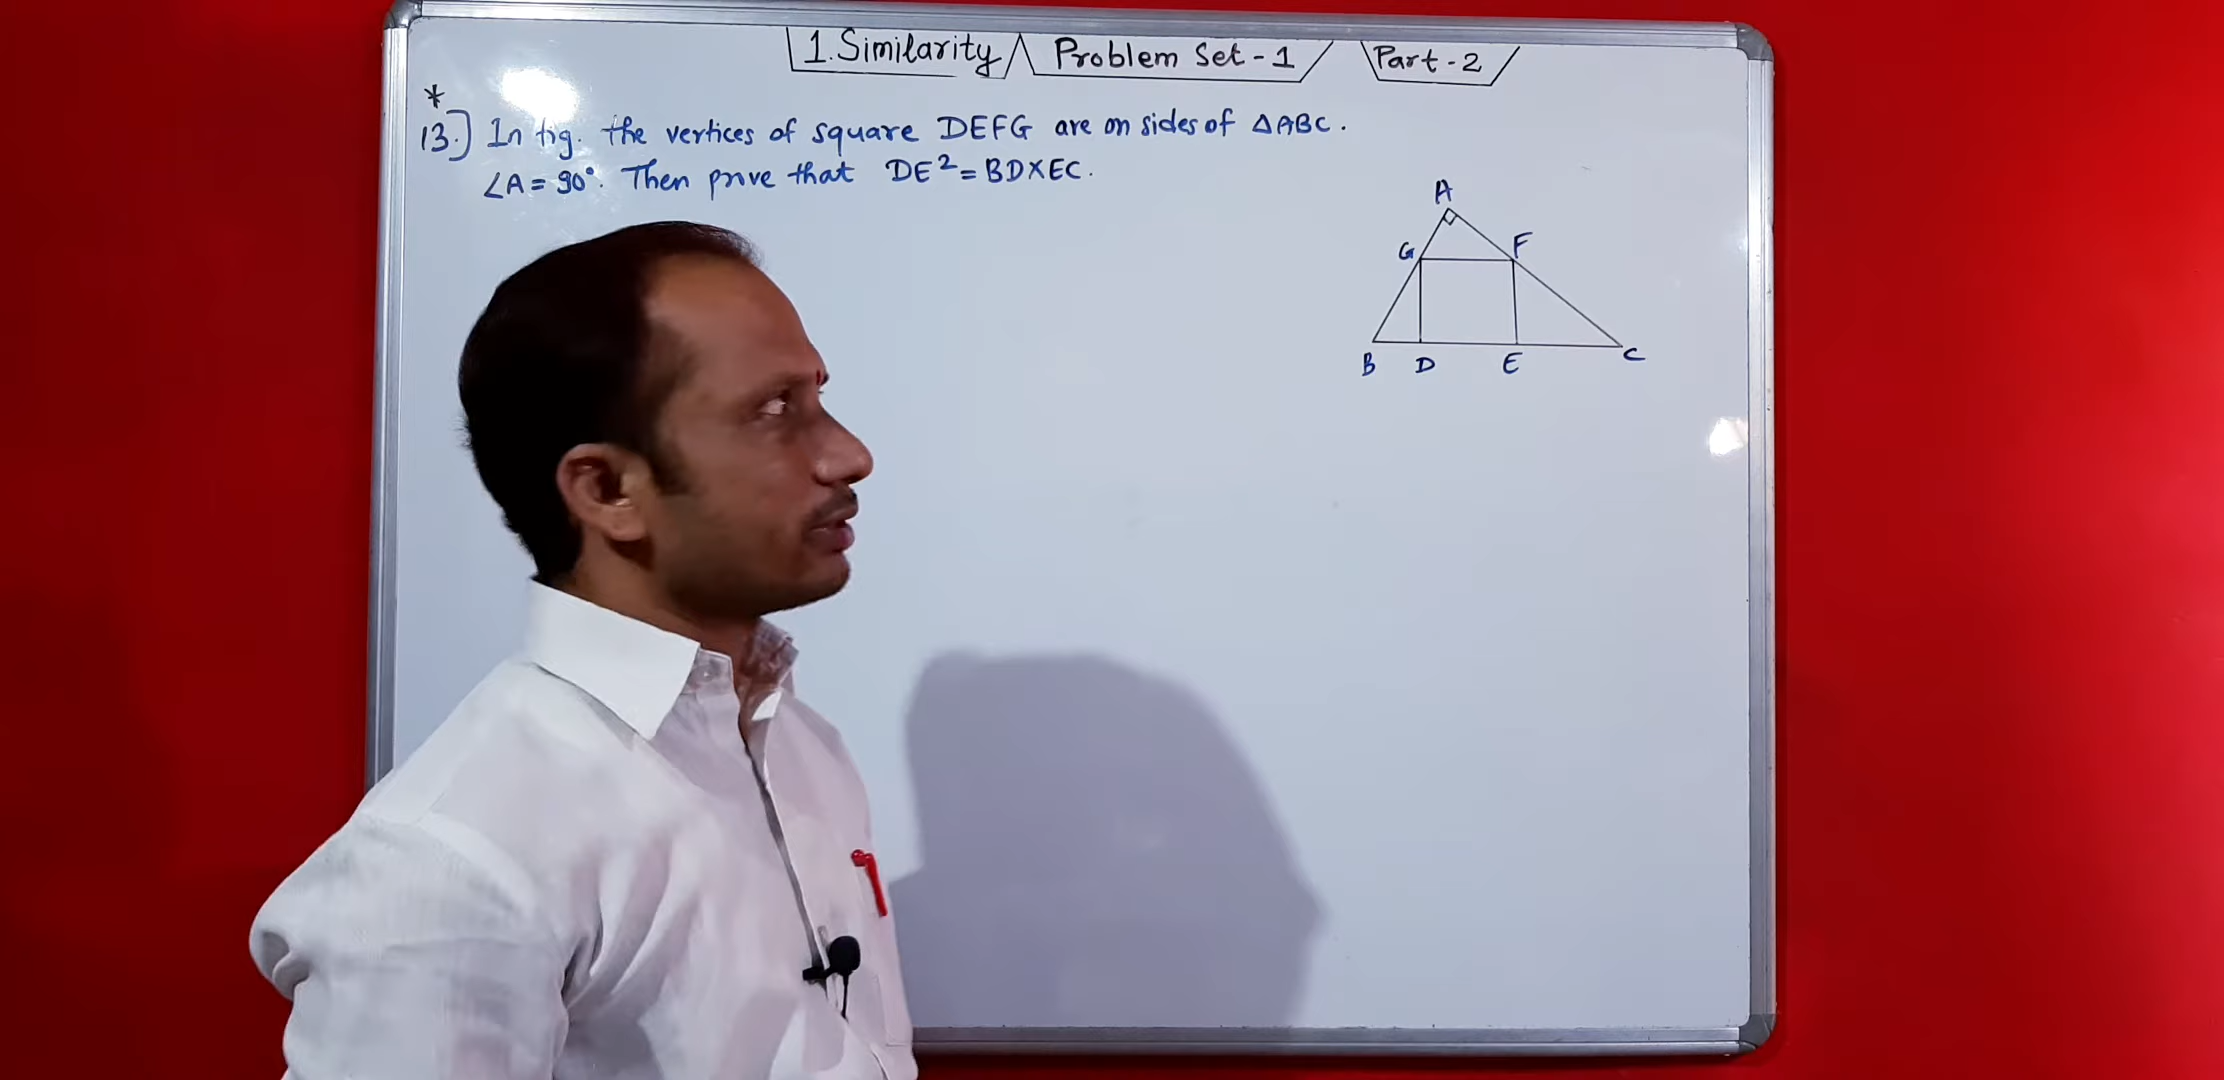 1. Similarity Problem Set - 1 Part - 2
*
13.] In fig. the vertices of square DEFG are on sides of △ABC.
∠A = 90°. Then prove that DE² = BD×EC.
A
G F
B D E C